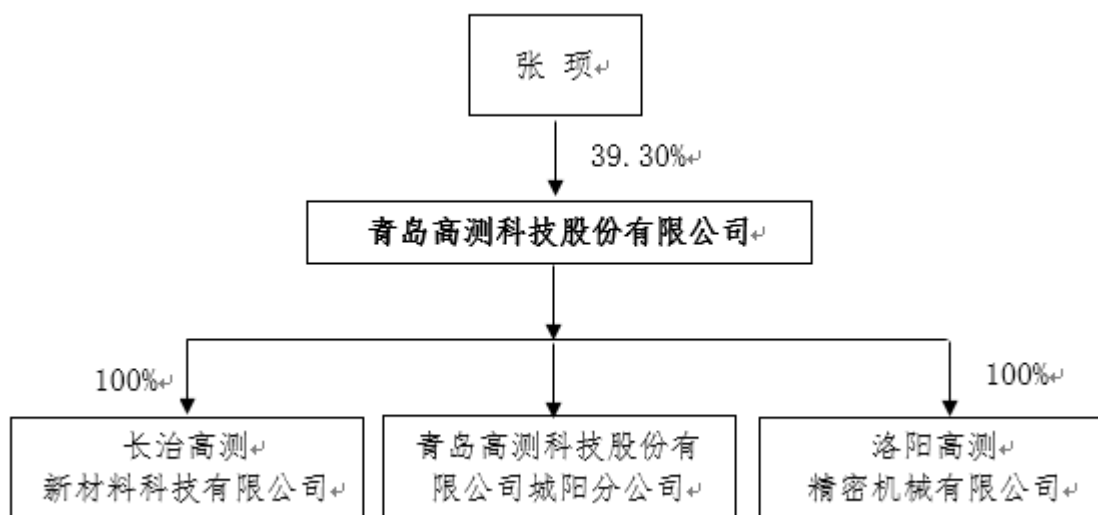 张 顼
39.30%
青岛高测科技股份有限公司
100%
100%
长治高测
新材料科技有限公司
青岛高测科技股份有
限公司城阳分公司
洛阳高测
精密机械有限公司